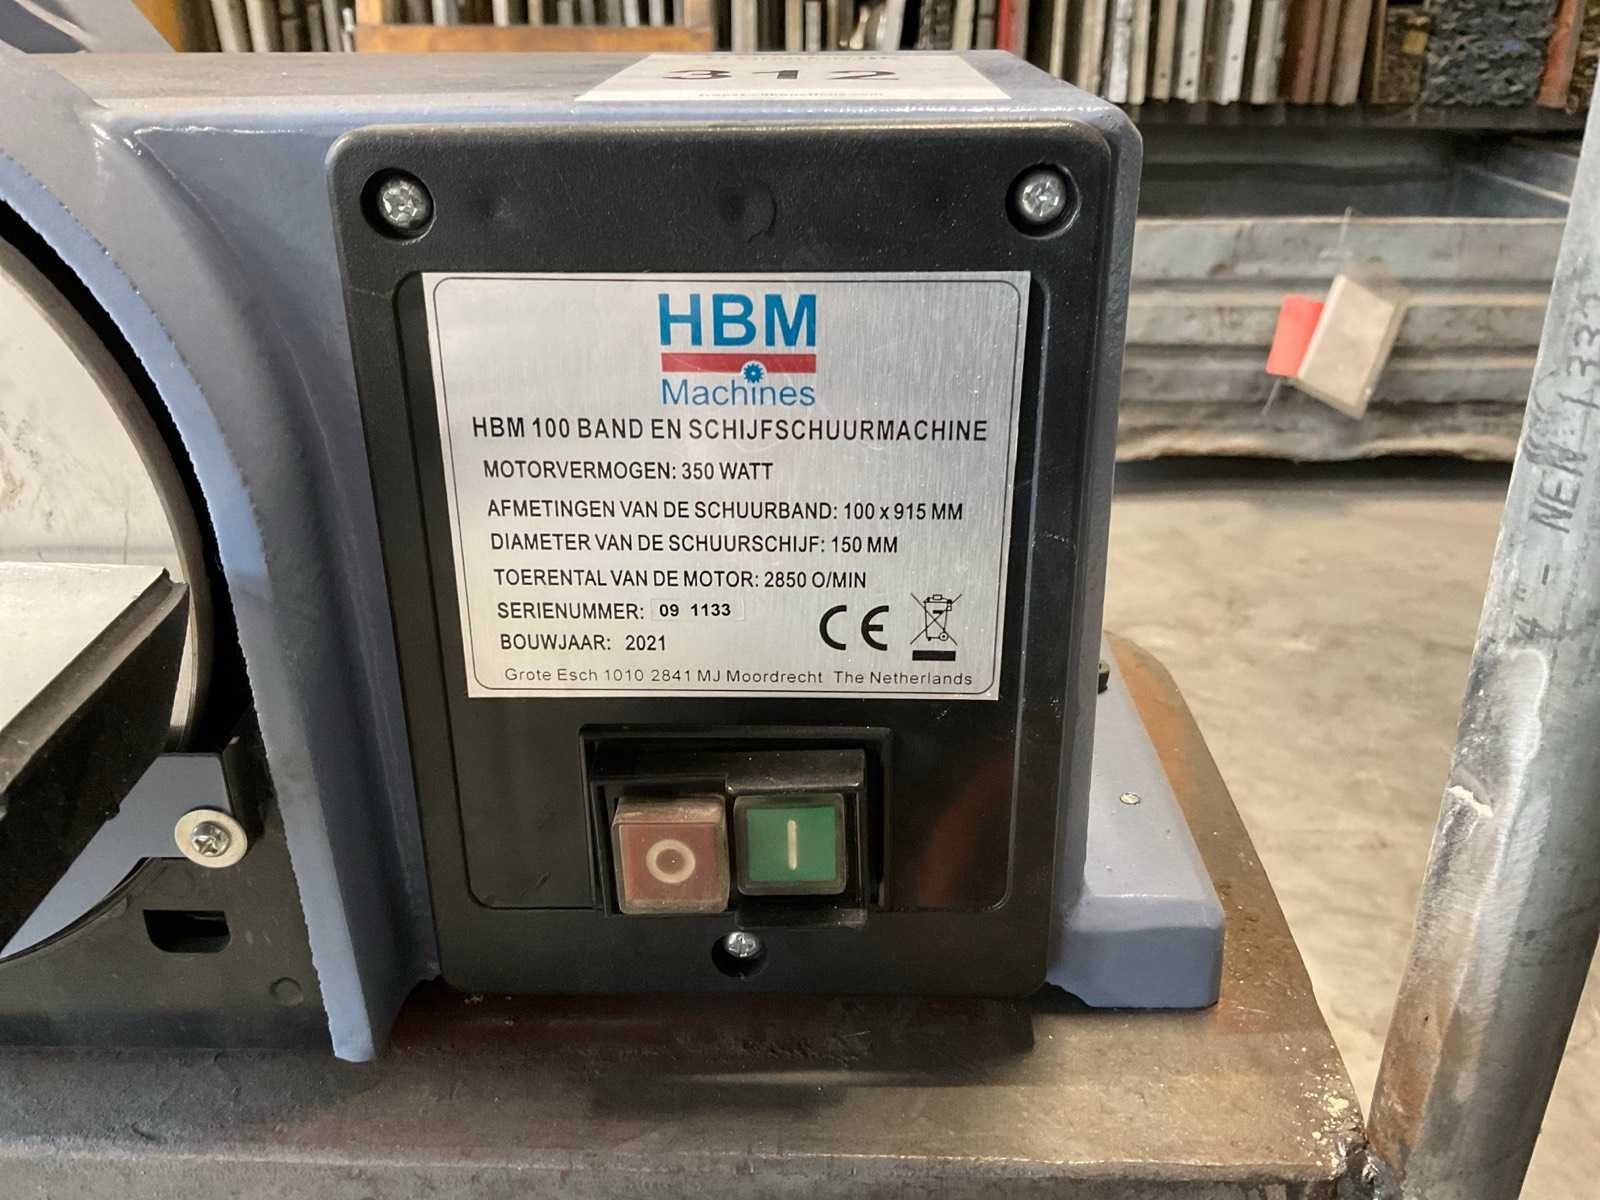 312
HBM
Machines
HBM 100 BAND EN SCHIJFSCHUURMACHINE
MOTORVERMOGEN: 350 WATT
AFMETINGEN VAN DE SCHUURBAND: 100 x 915 MM
DIAMETER VAN DE SCHUURSCHIJF: 150 MM
TOERENTAL VAN DE MOTOR: 2850 O/MIN
SERIENUMMER: 09 1133
BOUWJAAR: 2021
CE
Grote Esch 1010 2841 MJ Moordrecht The Netherlands
O I
NEW